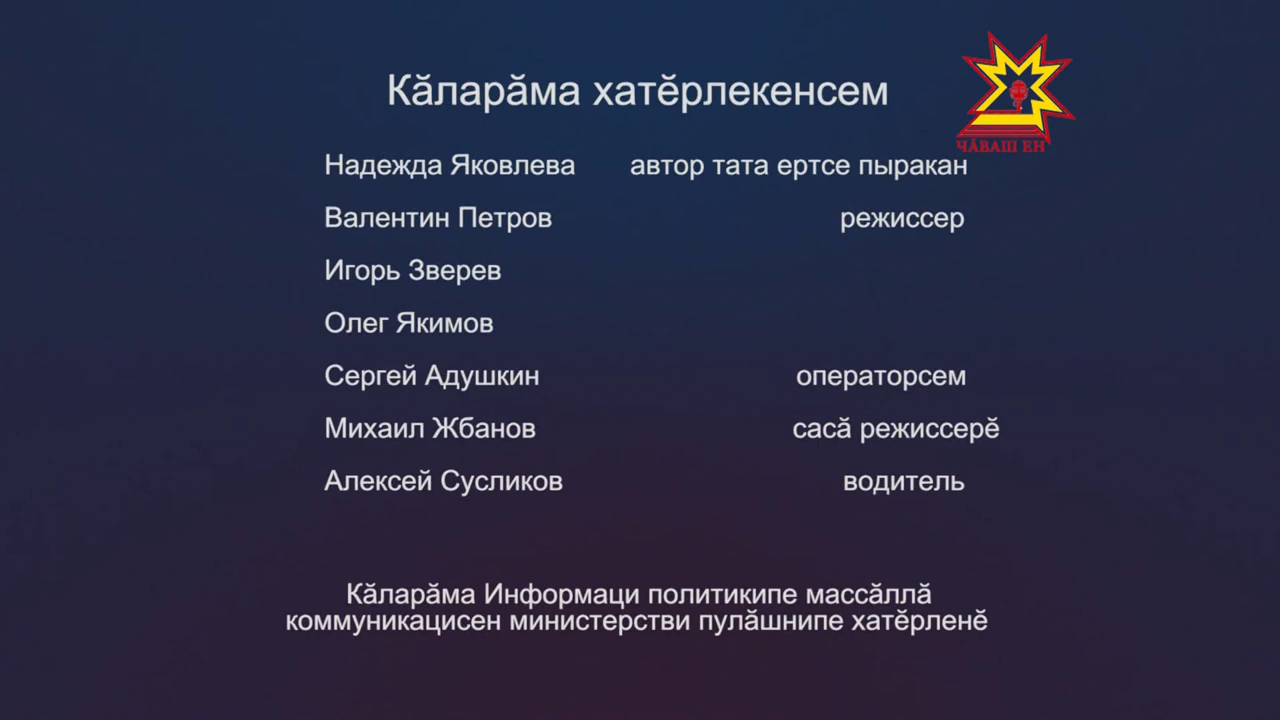 Кӑларӑма хатӗрлекенсем
ЧӐВАШ ЕН
Надежда Яковлева автор тата ертсе пыракан
Валентин Петров режиссер
Игорь Зверев
Олег Якимов
Сергей Адушкин операторсем
Михаил Жбанов сасӑ режиссерӗ
Алексей Сусликов водитель
Кӑларӑма Информаци политикипе массӑллӑ
коммуникацисен министерстви пулӑшнипе хатӗрленӗ